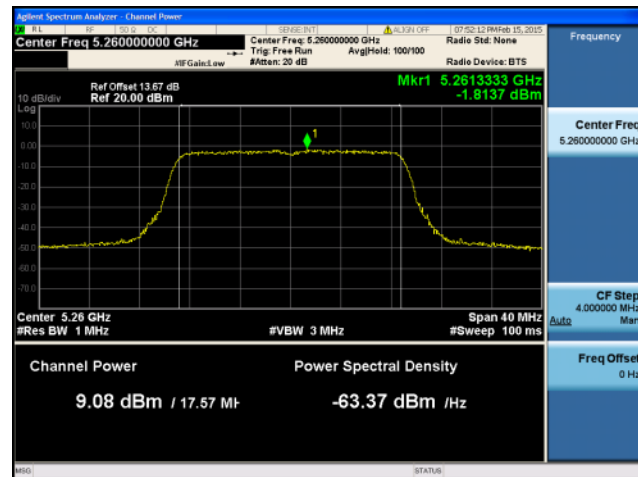 Agilent Spectrum Analyzer - Channel Power
RL RF 50 Ω DC SENSE:INT ALIGN OFF 07:52:12 PM Feb 15, 2015
Center Freq 5.260000000 GHz
Center Freq: 5.260000000 GHz
Radio Std: None
Trig: Free Run Avg|Hold: 100/100
#IFGain:Low #Atten: 20 dB Radio Device: BTS
Mkr1 5.2613333 GHz
-1.8137 dBm
Ref Offset 13.67 dB
10 dB/div Ref 20.00 dBm
Log
10.0
1
0.00
-10.0
-20.0
-30.0
-40.0
-50.0
-60.0
-70.0
Center 5.26 GHz Span 40 MHz
#Res BW 1 MHz #VBW 3 MHz #Sweep 100 ms
Channel Power Power Spectral Density
9.08 dBm / 17.57 MH -63.37 dBm /Hz
MSG STATUS
Frequency
Center Freq
5.260000000 GHz
CF Step
4.000000 MHz
Auto Man
Freq Offset
0 Hz